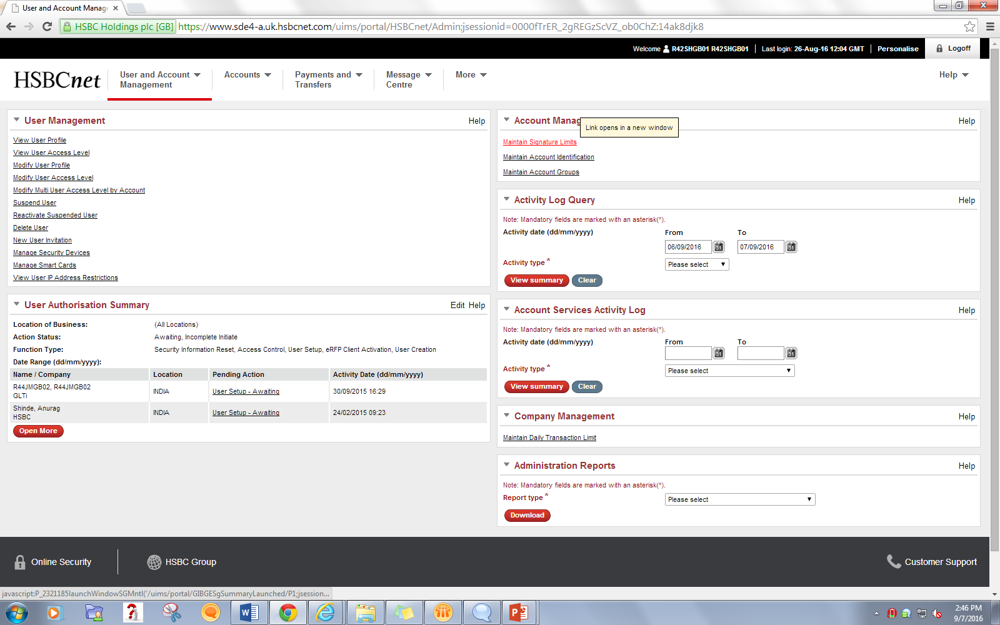 User and Account Manag
HSBC Holdings plc [GB] https://www.sde4-a.uk.hsbcnet.com/uims/portal/HSBCnet/Admin;jsessionid=0000fTrER_2gREGzScVZ_ob0ChZ:14ak8djk8
Welcome R42SHGB01 R42SHGB01 Last login: 26-Aug-16 12:04 GMT Personalise Logoff
HSBCnet
User and Account Management
Accounts
Payments and Transfers
Message Centre
More
Help
User Management Help
View User Profile
View User Access Level
Modify User Profile
Modify User Access Level
Modify Multi User Access Level by Account
Suspend User
Reactivate Suspended User
Delete User
New User Invitation
Manage Security Devices
Manage Smart Cards
View User IP Address Restrictions
User Authorisation Summary Edit Help
Location of Business: (All Locations)
Action Status: Awaiting, Incomplete Initiate
Function Type: Security Information Reset, Access Control, User Setup, eRFP Client Activation, User Creation
Date Range (dd/mm/yyyy):
Name / Company Location Pending Action Activity Date (dd/mm/yyyy)
R44JMGB02, R44JMGB02
GLTi INDIA User Setup - Awaiting 30/09/2015 16:29
Shinde, Anurag
HSBC INDIA User Setup - Awaiting 24/02/2015 09:23
Open More
Account Manag Help
Link opens in a new window
Maintain Signature Limits
Maintain Account Identification
Maintain Account Groups
Activity Log Query Help
Note: Mandatory fields are marked with an asterisk(*).
Activity date (dd/mm/yyyy) From To
06/09/2016 31 07/09/2016 31
Activity type * Please select
View summary Clear
Account Services Activity Log Help
Note: Mandatory fields are marked with an asterisk(*).
Activity date (dd/mm/yyyy) From To
31 31
Activity type * Please select
View summary Clear
Company Management Help
Maintain Daily Transaction Limit
Administration Reports Help
Note: Mandatory fields are marked with an asterisk(*).
Report type * Please select
Download
Online Security HSBC Group Customer Support
javascript:P_2321185launchWindowSGMntl('/uims/portal/GIBGESgSummaryLaunched/P1;jsession...
2:46 PM
9/7/2016